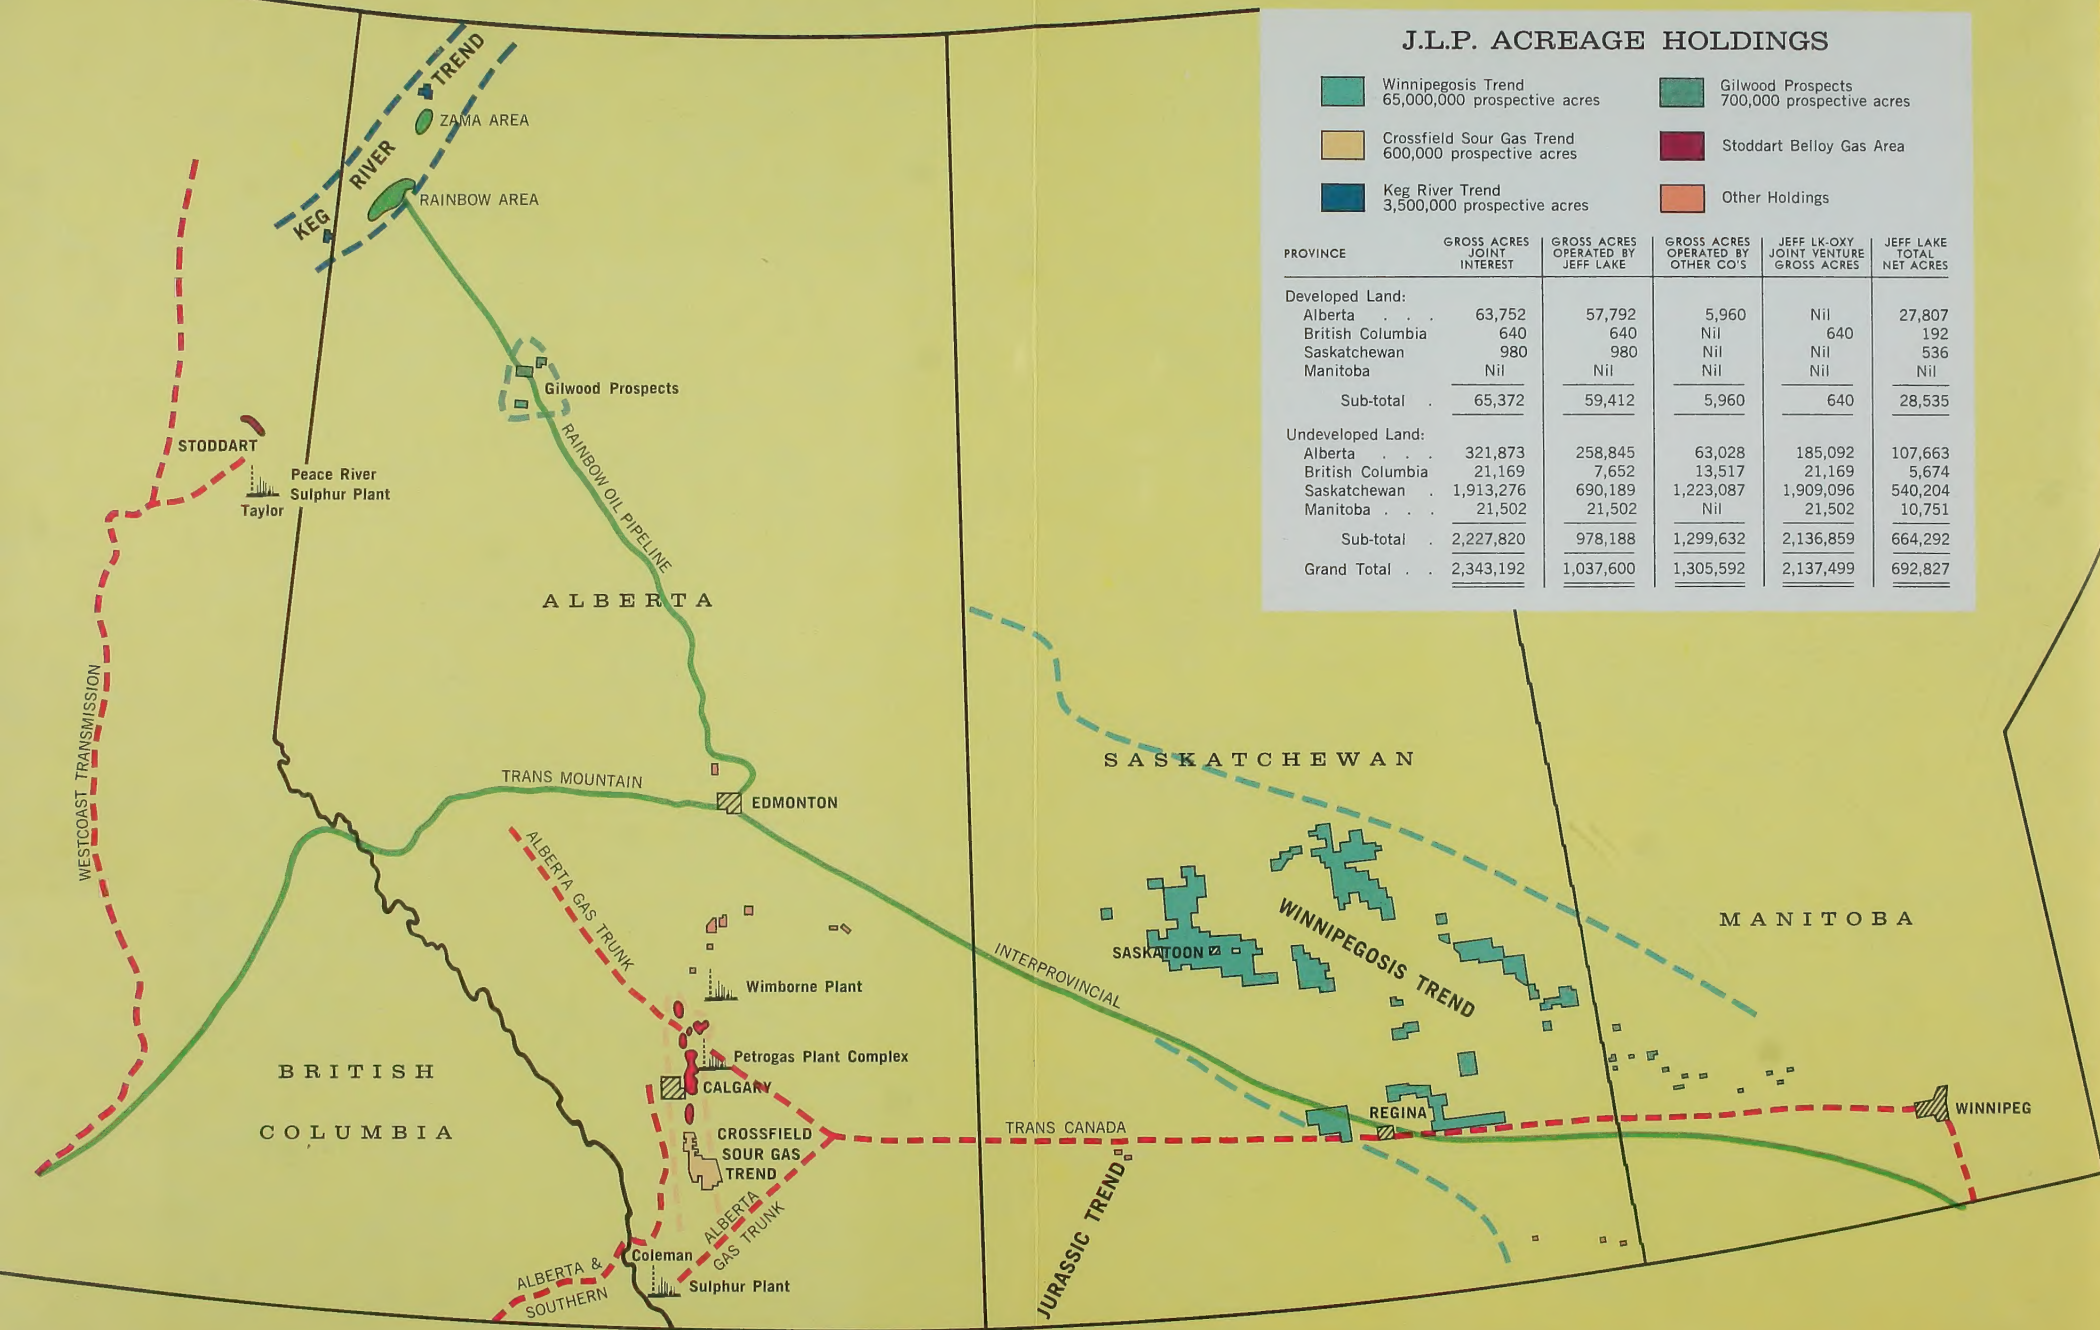 J.L.P. ACREAGE HOLDINGS
Winnipegosis Trend
65,000,000 prospective acres
Gilwood Prospects
700,000 prospective acres
Crossfield Sour Gas Trend
600,000 prospective acres
Stoddart Belloy Gas Area
Keg River Trend
3,500,000 prospective acres
Other Holdings
PROVINCE
GROSS ACRES
JOINT
INTEREST
GROSS ACRES
OPERATED BY
JEFF LAKE
GROSS ACRES
OPERATED BY
OTHER CO'S
JEFF LK-OXY
JOINT VENTURE
GROSS ACRES
JEFF LAKE
TOTAL
NET ACRES
Developed Land:
Alberta . . . 63,752 57,792 5,960 Nil 27,807
British Columbia 640 640 Nil 640 192
Saskatchewan 980 980 Nil Nil 536
Manitoba Nil Nil Nil Nil Nil
Sub-total . 65,372 59,412 5,960 640 28,535
Undeveloped Land:
Alberta . . . 321,873 258,845 63,028 185,092 107,663
British Columbia 21,169 7,652 13,517 21,169 5,674
Saskatchewan . 1,913,276 690,189 1,223,087 1,909,096 540,204
Manitoba . . . 21,502 21,502 Nil 21,502 10,751
Sub-total . 2,227,820 978,188 1,299,632 2,136,859 664,292
Grand Total . . 2,343,192 1,037,600 1,305,592 2,137,499 692,827
KEG RIVER TREND
ZAMA AREA
RAINBOW AREA
Gilwood Prospects
RAINBOW OIL PIPELINE
STODDART
Peace River
Sulphur Plant
Taylor
WESTCOAST TRANSMISSION
ALBERTA
TRANS MOUNTAIN
EDMONTON
ALBERTA GAS TRUNK
Wimborne Plant
Petrogas Plant Complex
CALGARY
CROSSFIELD
SOUR GAS
TREND
ALBERTA
GAS TRUNK
Coleman
Sulphur Plant
ALBERTA &
SOUTHERN
BRITISH
COLUMBIA
SASKATCHEWAN
INTERPROVINCIAL
SASKATOON
WINNIPEGOSIS TREND
TRANS CANADA
JURASSIC TREND
REGINA
MANITOBA
WINNIPEG